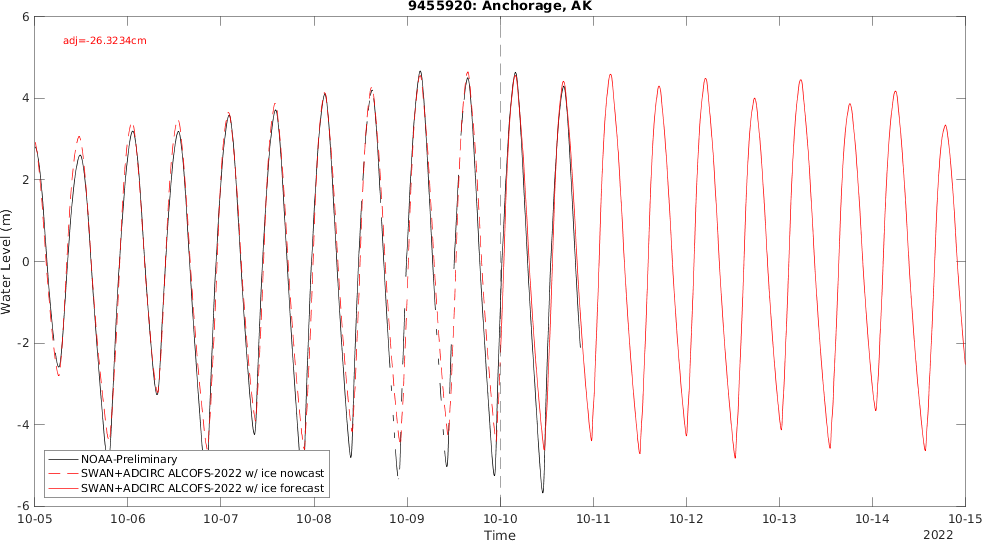 9455920: Anchorage, AK
adj=-26.3234cm
Water Level (m)
6
4
2
0
-2
-4
-6
NOAA-Preliminary
SWAN+ADCIRC ALCOFS-2022 w/ ice nowcast
SWAN+ADCIRC ALCOFS-2022 w/ ice forecast
10-05 10-06 10-07 10-08 10-09 10-10 10-11 10-12 10-13 10-14 10-15
Time
2022